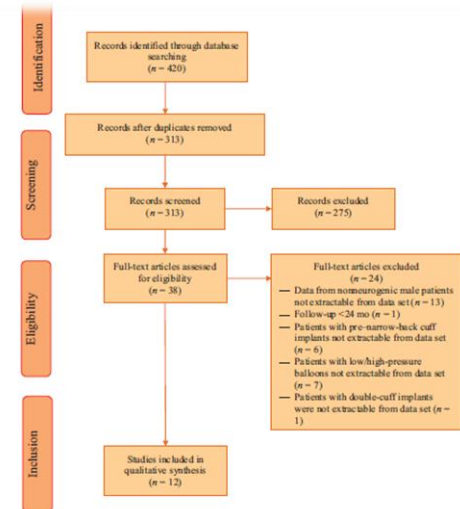 Identification
Records identified through database
searching
(n = 420)
Records after duplicates removed
(n = 313)
Screening
Records screened
(n = 313)
Records excluded
(n = 275)
Eligibility
Full-text articles assessed
for eligibility
(n = 38)
Full-text articles excluded
(n = 24)
— Data from nonneurogenic male patients
not extractable from data set (n = 13)
— Follow-up <24 mo (n = 1)
— Patients with pre-narrow-back cuff
implants not extractable from data set
(n = 6)
— Patients with low/high-pressure
balloons not extractable from data set
(n = 7)
— Patients with double-cuff implants
were not extractable from data set (n =
1)
Inclusion
Studies included in
qualitative synthesis
(n = 12)